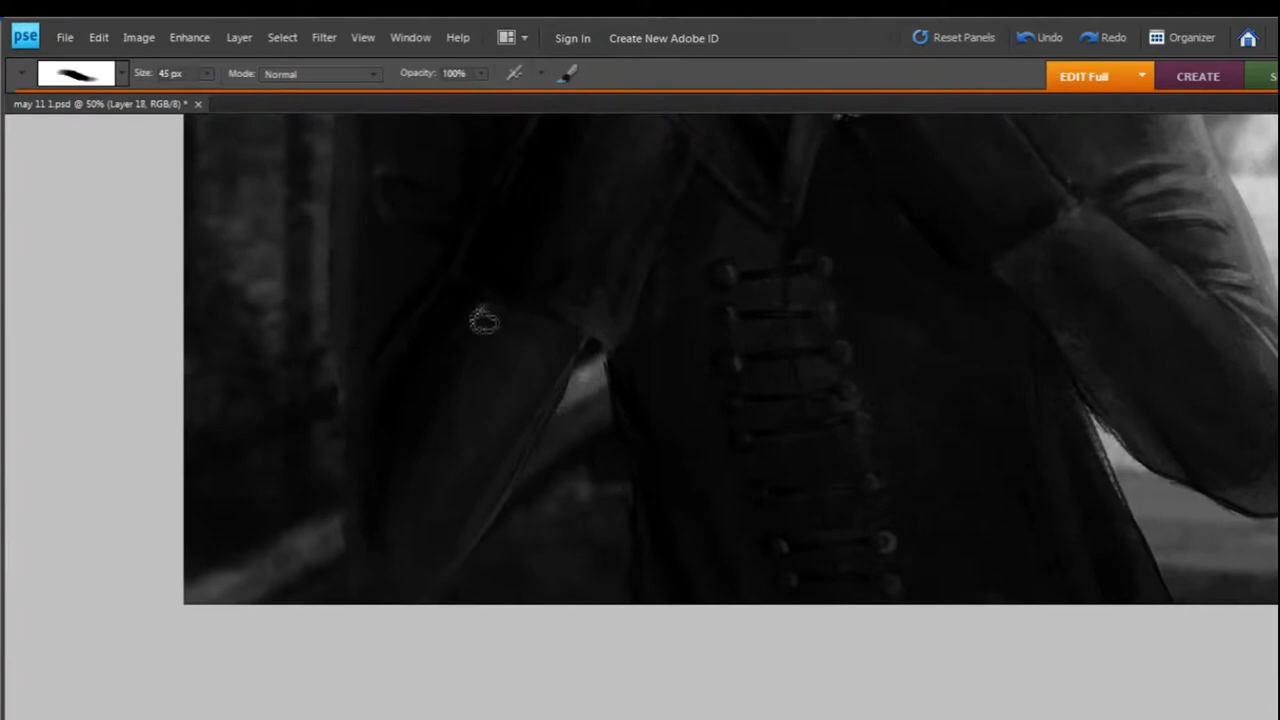 pse File Edit Image Enhance Layer Select Filter View Window Help Sign In Create New Adobe ID Reset Panels Undo Redo Organizer
Size: 45 px Mode: Normal Opacity: 100% EDIT Full CREATE S
may 11 1.psd @ 50% (Layer 18, RGB/8) * ×